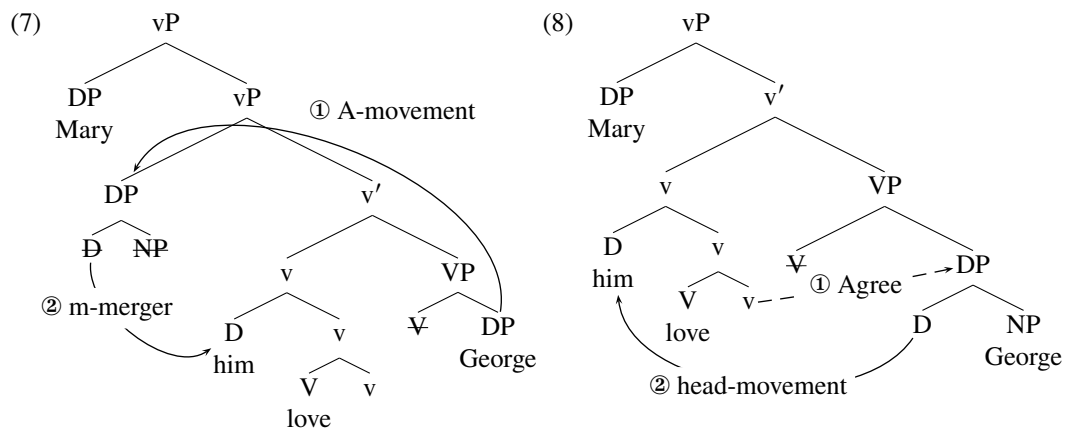 (7)
vP
DP vP
Mary
① A-movement
DP v′
D NP
v VP
② m-merger
D v V DP
him George
V v
love
(8)
vP
DP v′
Mary
v VP
D v V DP
him ① Agree
V v D NP
love George
② head-movement